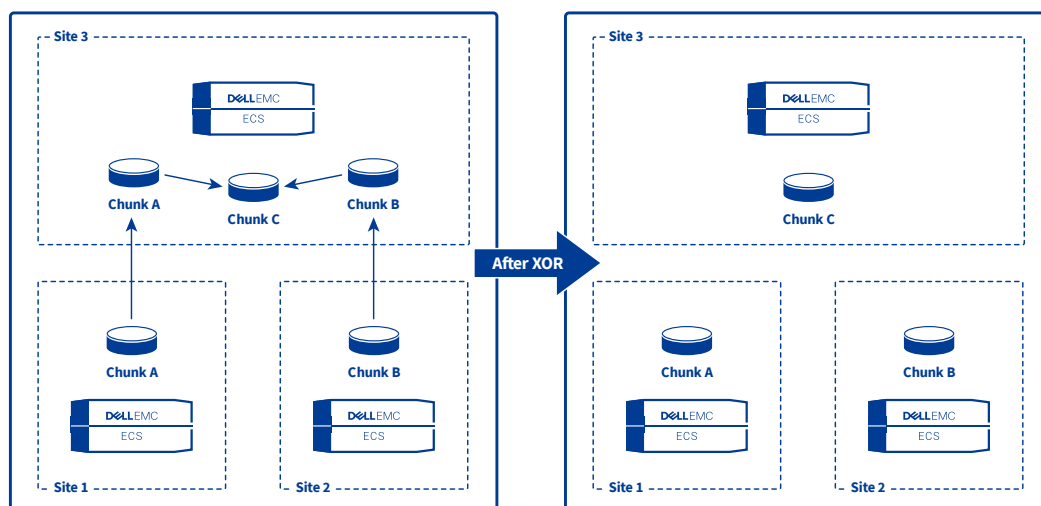 Site 3
DELLEMC
ECS
Chunk A
Chunk C
Chunk B
Chunk A
Chunk B
DELLEMC
ECS
DELLEMC
ECS
Site 1
Site 2
After XOR
Site 3
DELLEMC
ECS
Chunk C
Chunk A
Chunk B
DELLEMC
ECS
DELLEMC
ECS
Site 1
Site 2